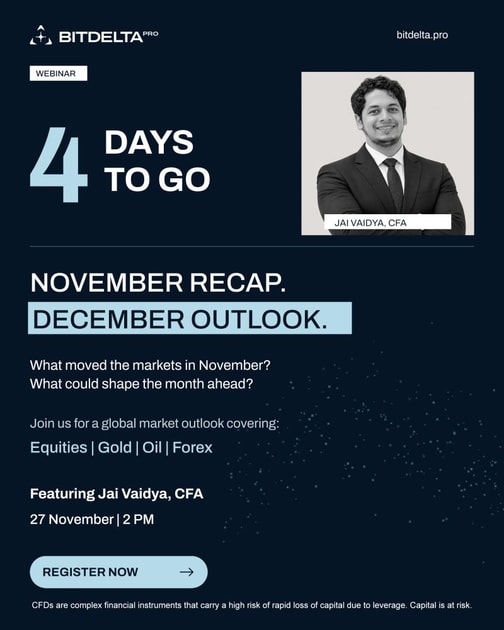 BITDELTA PRO
bitdelta.pro
WEBINAR
4 DAYS
TO GO
JAI VAIDYA, CFA
NOVEMBER RECAP.
DECEMBER OUTLOOK.
What moved the markets in November?
What could shape the month ahead?
Join us for a global market outlook covering:
Equities | Gold | Oil | Forex
Featuring Jai Vaidya, CFA
27 November | 2 PM
REGISTER NOW
CFDs are complex financial instruments that carry a high risk of rapid loss of capital due to leverage. Capital is at risk.